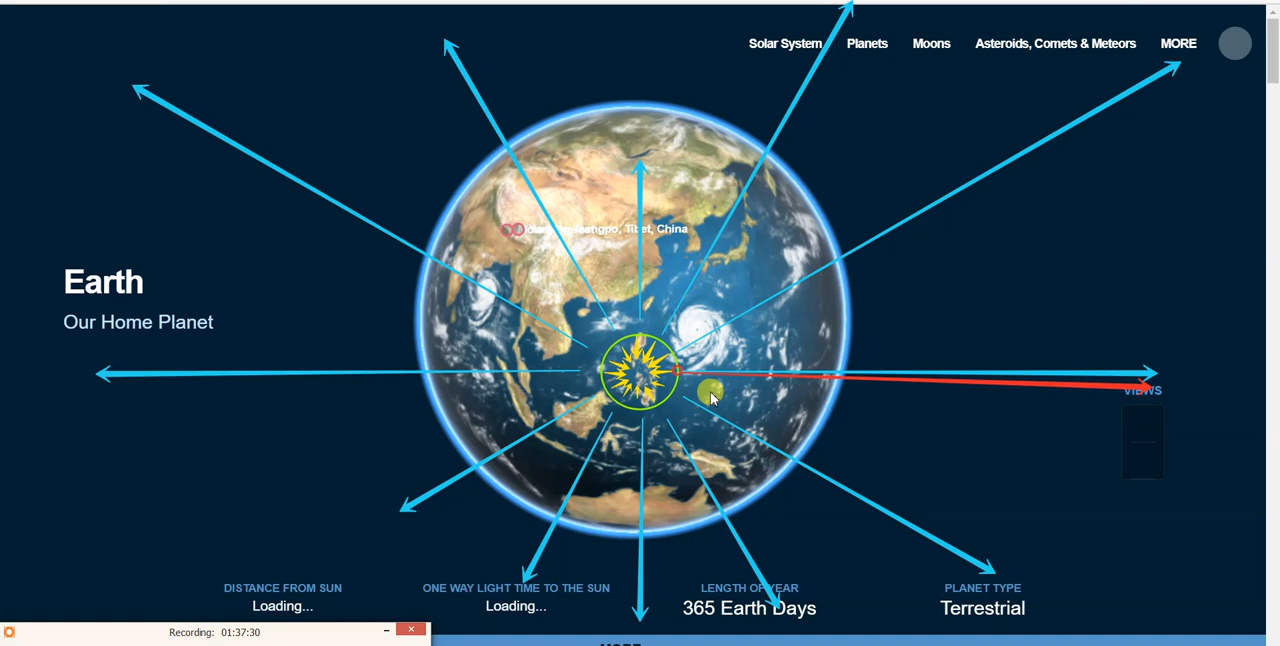 Solar System Planets Moons Asteroids, Comets & Meteors MORE
Tibet, China
Earth
Our Home Planet
VIEWS
DISTANCE FROM SUN
Loading...
ONE WAY LIGHT TIME TO THE SUN
Loading...
LENGTH OF YEAR
365 Earth Days
PLANET TYPE
Terrestrial
Recording: 01:37:30
MORE